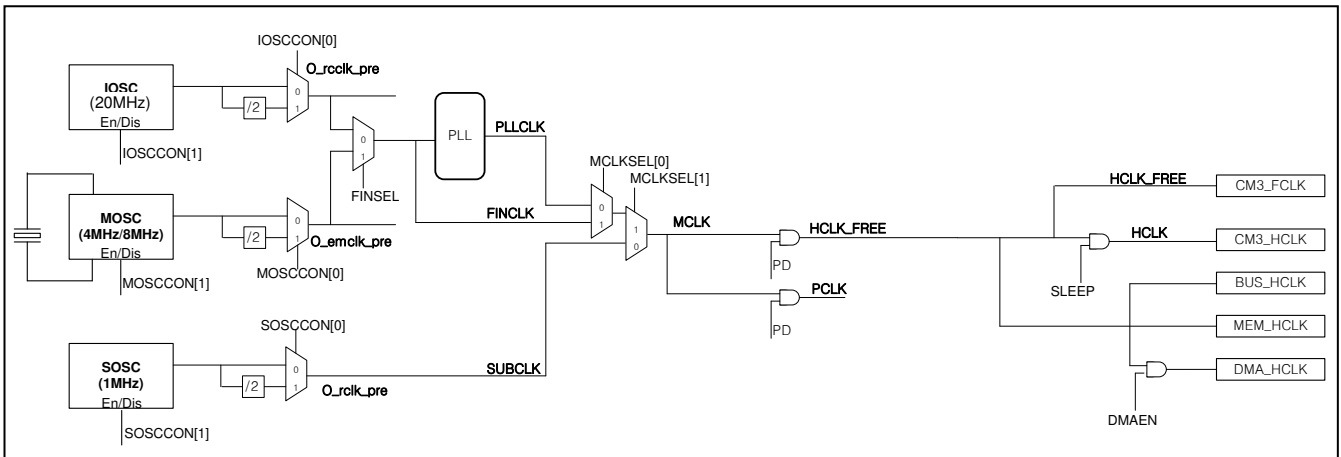 IOSCCON[0]
O_rcclk_pre
IOSC
(20MHz)
En/Dis
0
1
/2
IOSCCON[1]
PLL
PLLCLK
0
1
FINSEL
MCLKSEL[0]
MCLKSEL[1]
HCLK_FREE
CM3_FCLK
MOSC
(4MHz/8MHz)
En/Dis
0
1
/2
O_emclk_pre
MOSCCON[0]
MOSCCON[1]
FINCLK
0
1
1
0
MCLK
HCLK_FREE
PD
PCLK
PD
HCLK
CM3_HCLK
SLEEP
BUS_HCLK
MEM_HCLK
DMA_HCLK
DMAEN
SOSCCON[0]
SOSC
(1MHz)
En/Dis
0
1
/2
O_rclk_pre
SUBCLK
SOSCCON[1]